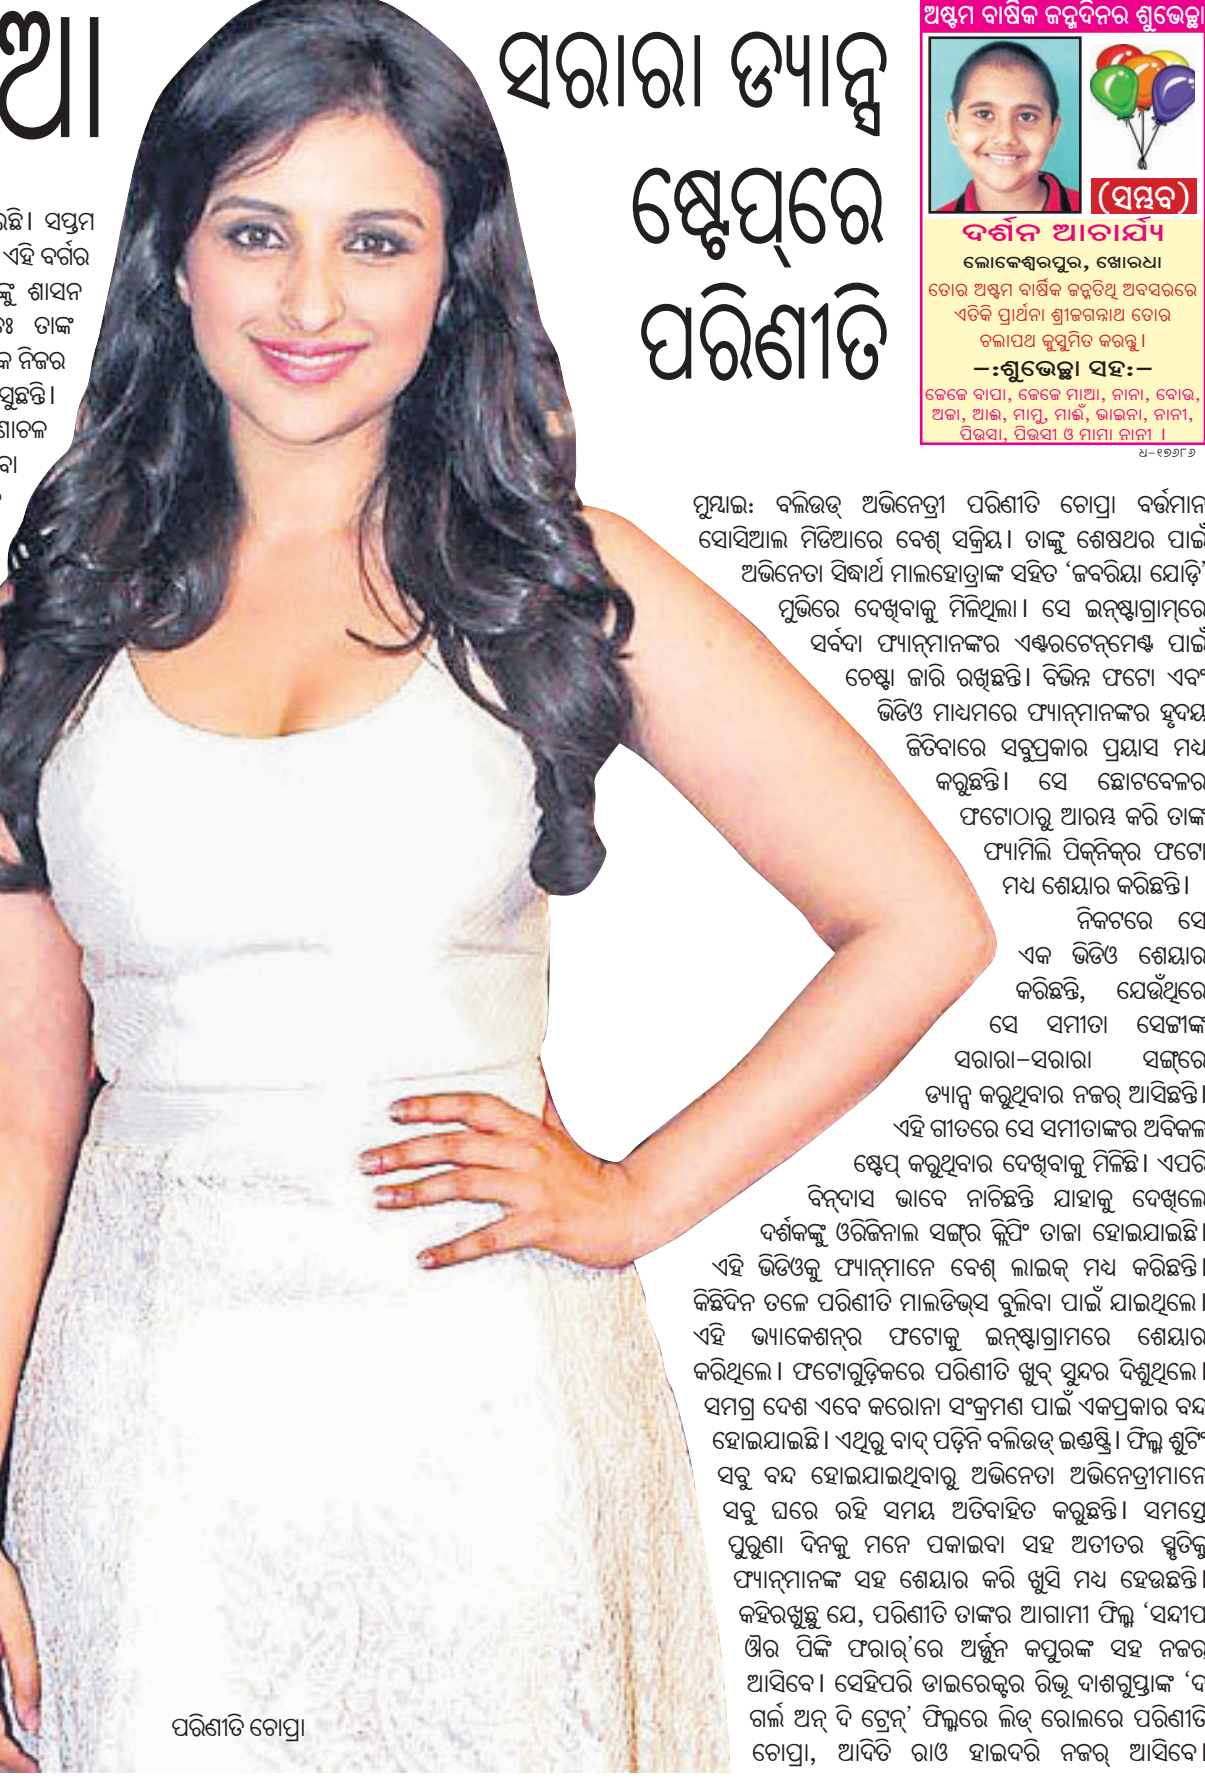 ଆ
ଉଛି। ସପ୍ତମ
ଏହି ବର୍ଗର
ଙ୍କୁ ଶାସନ
ତଃ ତାଙ୍କ
କ ନିଜର
ସୁଛନ୍ତି।
ଣାଚଳ
ବା
ସରାରା ଡ୍ୟାନ୍ସ
ଷ୍ଟେପ୍‌ରେ
ପରିଣୀତି
ଅଷ୍ଟମ ବାର୍ଷିକ ଜନ୍ମଦିନର ଶୁଭେଚ୍ଛା
(ସମ୍ଭବ)
ଦର୍ଶନ ଆଚାର୍ଯ୍ୟ
ଲୋକେଶ୍ୱରପୁର, ଖୋରଧା
ତୋର ଅଷ୍ଟମ ବାର୍ଷିକ ଜନ୍ମତିଥି ଅବସରରେ
ଏତିକି ପ୍ରାର୍ଥନା ଶ୍ରୀଜଗନ୍ନାଥ ତୋର
ଚଲାପଥ କୁସୁମିତ କରନ୍ତୁ।
–:ଶୁଭେଚ୍ଛା ସହ:–
ଜେଜେ ବାପା, ଜେଜେ ମାଆ, ନାନା, ବୋଉ,
ଅଜା, ଆଈ, ମାମୁ, ମାଇଁ, ଭାଇନା, ନାନୀ,
ପିଉସା, ପିଉସୀ ଓ ମାମା ନାନୀ ।
ଧ–୧୭୬୮୬
ମୁମ୍ବାଇ: ବଲିଉଡ୍ ଅଭିନେତ୍ରୀ ପରିଣୀତି ଚୋପ୍ରା ବର୍ତ୍ତମାନ
ସୋସିଆଲ ମିଡିଆରେ ବେଶ୍ ସକ୍ରିୟ। ତାଙ୍କୁ ଶେଷଥର ପାଇଁ
ଅଭିନେତା ସିଦ୍ଧାର୍ଥ ମାଲହୋତ୍ରାଙ୍କ ସହିତ ‘ଜବରିୟା ଯୋଡ଼ି’
ମୁଭିରେ ଦେଖିବାକୁ ମିଳିଥିଲା। ସେ ଇନ୍‌ଷ୍ଟାଗ୍ରାମ୍‌ରେ
ସର୍ବଦା ଫ୍ୟାନ୍‌ମାନଙ୍କର ଏଣ୍ଟରଟେନ୍‌ମେଣ୍ଟ ପାଇଁ
ଚେଷ୍ଟା ଜାରି ରଖିଛନ୍ତି। ବିଭିନ୍ନ ଫଟୋ ଏବଂ
ଭିଡିଓ ମାଧ୍ୟମରେ ଫ୍ୟାନ୍‌ମାନଙ୍କର ହୃଦୟ
ଜିତିବାରେ ସବୁପ୍ରକାର ପ୍ରୟାସ ମଧ୍ୟ
କରୁଛନ୍ତି। ସେ ଛୋଟବେଳର
ଫଟୋଠାରୁ ଆରମ୍ଭ କରି ତାଙ୍କ
ଫ୍ୟାମିଲି ପିକ୍‌ନିକ୍‌ର ଫଟୋ
ମଧ୍ୟ ଶେୟାର କରିଛନ୍ତି।
ନିକଟରେ ସେ
ଏକ ଭିଡିଓ ଶେୟାର
କରିଛନ୍ତି, ଯେଉଁଥିରେ
ସେ ସମୀତା ସେଟ୍ଟୀଙ୍କ
ସରାରା–ସରାରା ସଙ୍ଗ୍‌ରେ
ଡ୍ୟାନ୍ସ କରୁଥିବାର ନଜର୍ ଆସିଛନ୍ତି।
ଏହି ଗୀତରେ ସେ ସମୀତାଙ୍କର ଅବିକଳ
ଷ୍ଟେପ୍ କରୁଥିବାର ଦେଖିବାକୁ ମିଳିଛି। ଏପରି
ବିନ୍‌ଦାସ ଭାବେ ନାଚିଛନ୍ତି ଯାହାକୁ ଦେଖିଲେ
ଦର୍ଶକଙ୍କୁ ଓରିଜିନାଲ ସଙ୍ଗ୍‌ର କ୍ଲିପିଂ ତାଜା ହୋଇଯାଇଛି।
ଏହି ଭିଡିଓକୁ ଫ୍ୟାନ୍‌ମାନେ ବେଶ୍ ଲାଇକ୍ ମଧ୍ୟ କରିଛନ୍ତି।
କିଛିଦିନ ତଳେ ପରିଣୀତି ମାଲଡିଭ୍‌ସ ବୁଲିବା ପାଇଁ ଯାଇଥିଲେ।
ଏହି ଭ୍ୟାକେଶନ୍‌ର ଫଟୋକୁ ଇନ୍‌ଷ୍ଟାଗ୍ରାମରେ ଶେୟାର
କରିଥିଲେ। ଫଟୋଗୁଡ଼ିକରେ ପରିଣୀତି ଖୁବ୍ ସୁନ୍ଦର ଦିଶୁଥିଲେ।
ସମଗ୍ର ଦେଶ ଏବେ କରୋନା ସଂକ୍ରମଣ ପାଇଁ ଏକପ୍ରକାର ବନ୍ଦ
ହୋଇଯାଇଛି। ଏଥିରୁ ବାଦ୍ ପଡ଼ିନି ବଲିଉଡ୍ ଇଣ୍ଡଷ୍ଟ୍ରି। ଫିଲ୍ମ ଶୁଟିଂ
ସବୁ ବନ୍ଦ ହୋଇଯାଇଥିବାରୁ ଅଭିନେତା ଅଭିନେତ୍ରୀମାନେ
ସବୁ ଘରେ ରହି ସମୟ ଅତିବାହିତ କରୁଛନ୍ତି। ସମସ୍ତେ
ପୁରୁଣା ଦିନକୁ ମନେ ପକାଇବା ସହ ଅତୀତର ସ୍ମୃତିକୁ
ଫ୍ୟାନ୍‌ମାନଙ୍କ ସହ ଶେୟାର କରି ଖୁସି ମଧ୍ୟ ହେଉଛନ୍ତି।
କହିରଖୁଛୁ ଯେ, ପରିଣୀତି ତାଙ୍କର ଆଗାମୀ ଫିଲ୍ମ ‘ସନ୍ଦୀପ
ଔର ପିଙ୍କି ଫରାର୍’ରେ ଅର୍ଜୁନ କପୁରଙ୍କ ସହ ନଜର୍
ଆସିବେ। ସେହିପରି ଡାଇରେକ୍ଟର ରିଭୂ ଦାଶଗୁପ୍ତାଙ୍କ ‘ଦ
ଗର୍ଲ ଅନ୍ ଦି ଟ୍ରେନ୍’ ଫିଲ୍ମରେ ଲିଡ୍ ରୋଲରେ ପରିଣୀତି
ଚୋପ୍ରା, ଆଦିତି ରାଓ ହାଇଦରି ନଜର୍ ଆସିବେ।
ପରିଣୀତି ଚୋପ୍ରା